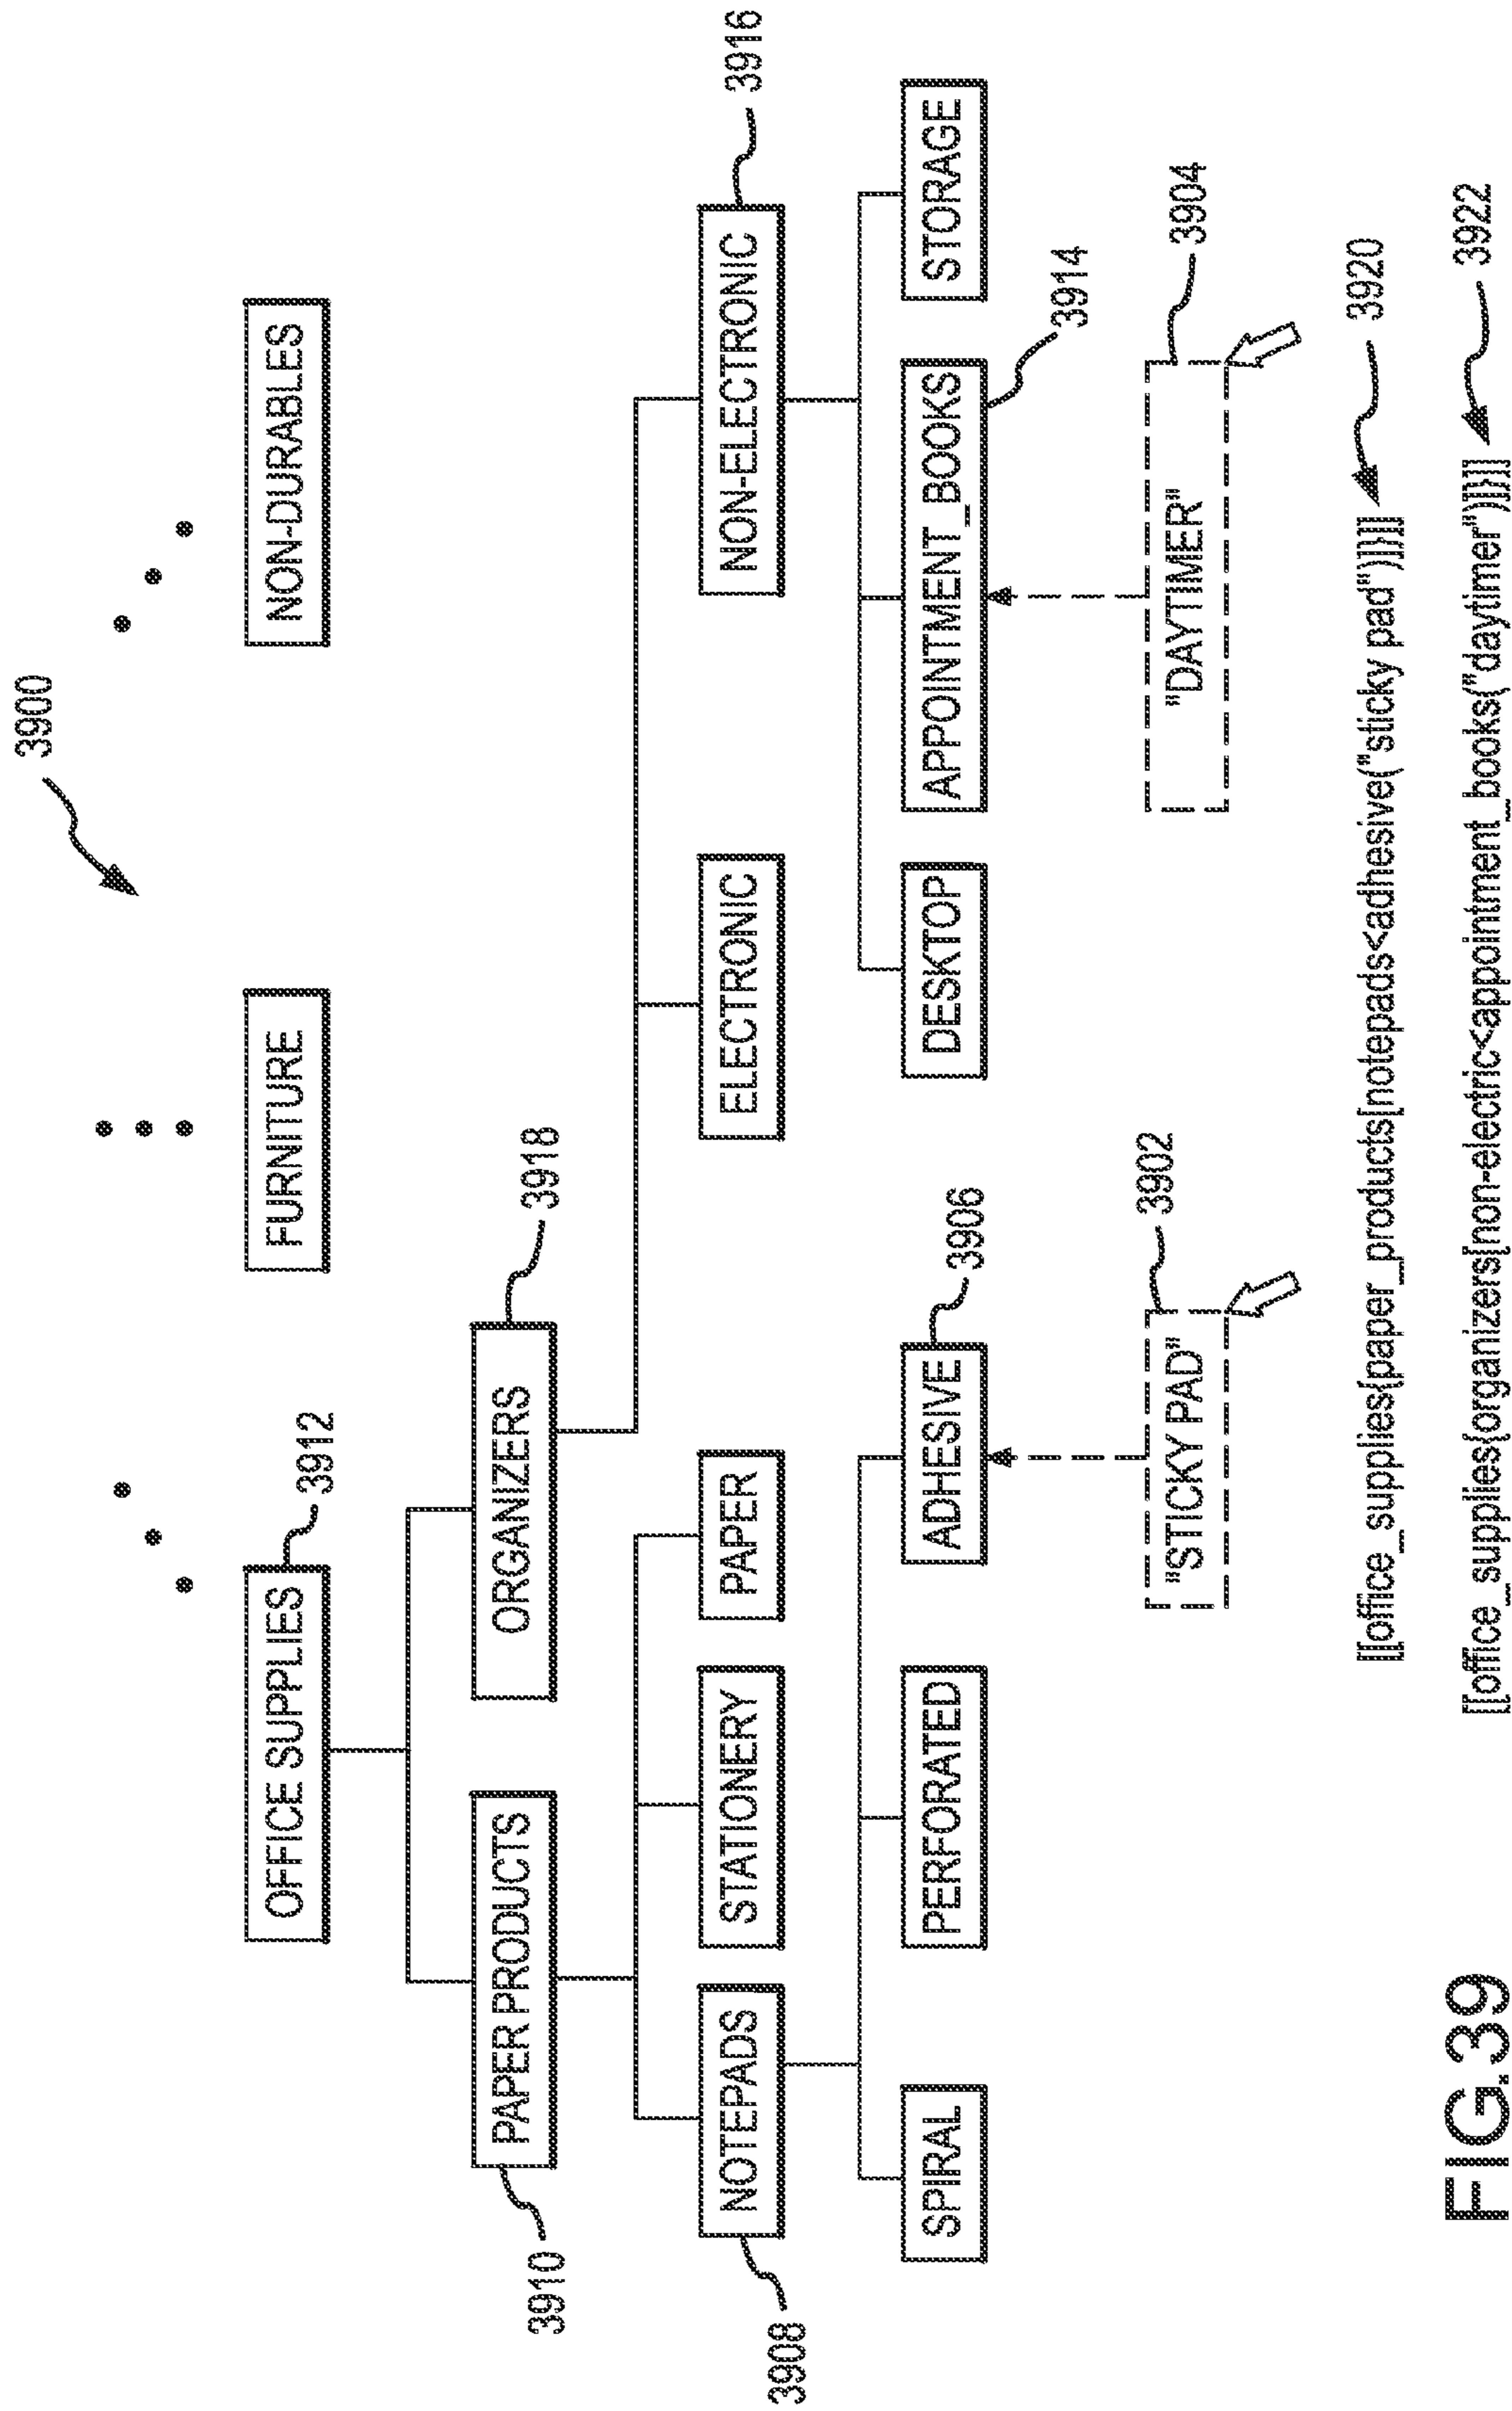 3900
OFFICE SUPPLIES
3912
FURNITURE
NON-DURABLES
3910
PAPER PRODUCTS
ORGANIZERS
3918
3908
NOTEPADS
STATIONERY
PAPER
ELECTRONIC
NON-ELECTRONIC
3916
SPIRAL
PERFORATED
ADHESIVE
3906
DESKTOP
APPOINTMENT_BOOKS
3914
STORAGE
"STICKY PAD"
3902
"DAYTIMER"
3904
[[office_supplies{paper_products[notepads<adhesive("sticky pad")]}]]
3920
[[office_supplies{organizers[non-electric<appointment_books("daytimer")]}]]
3922
FIG.39